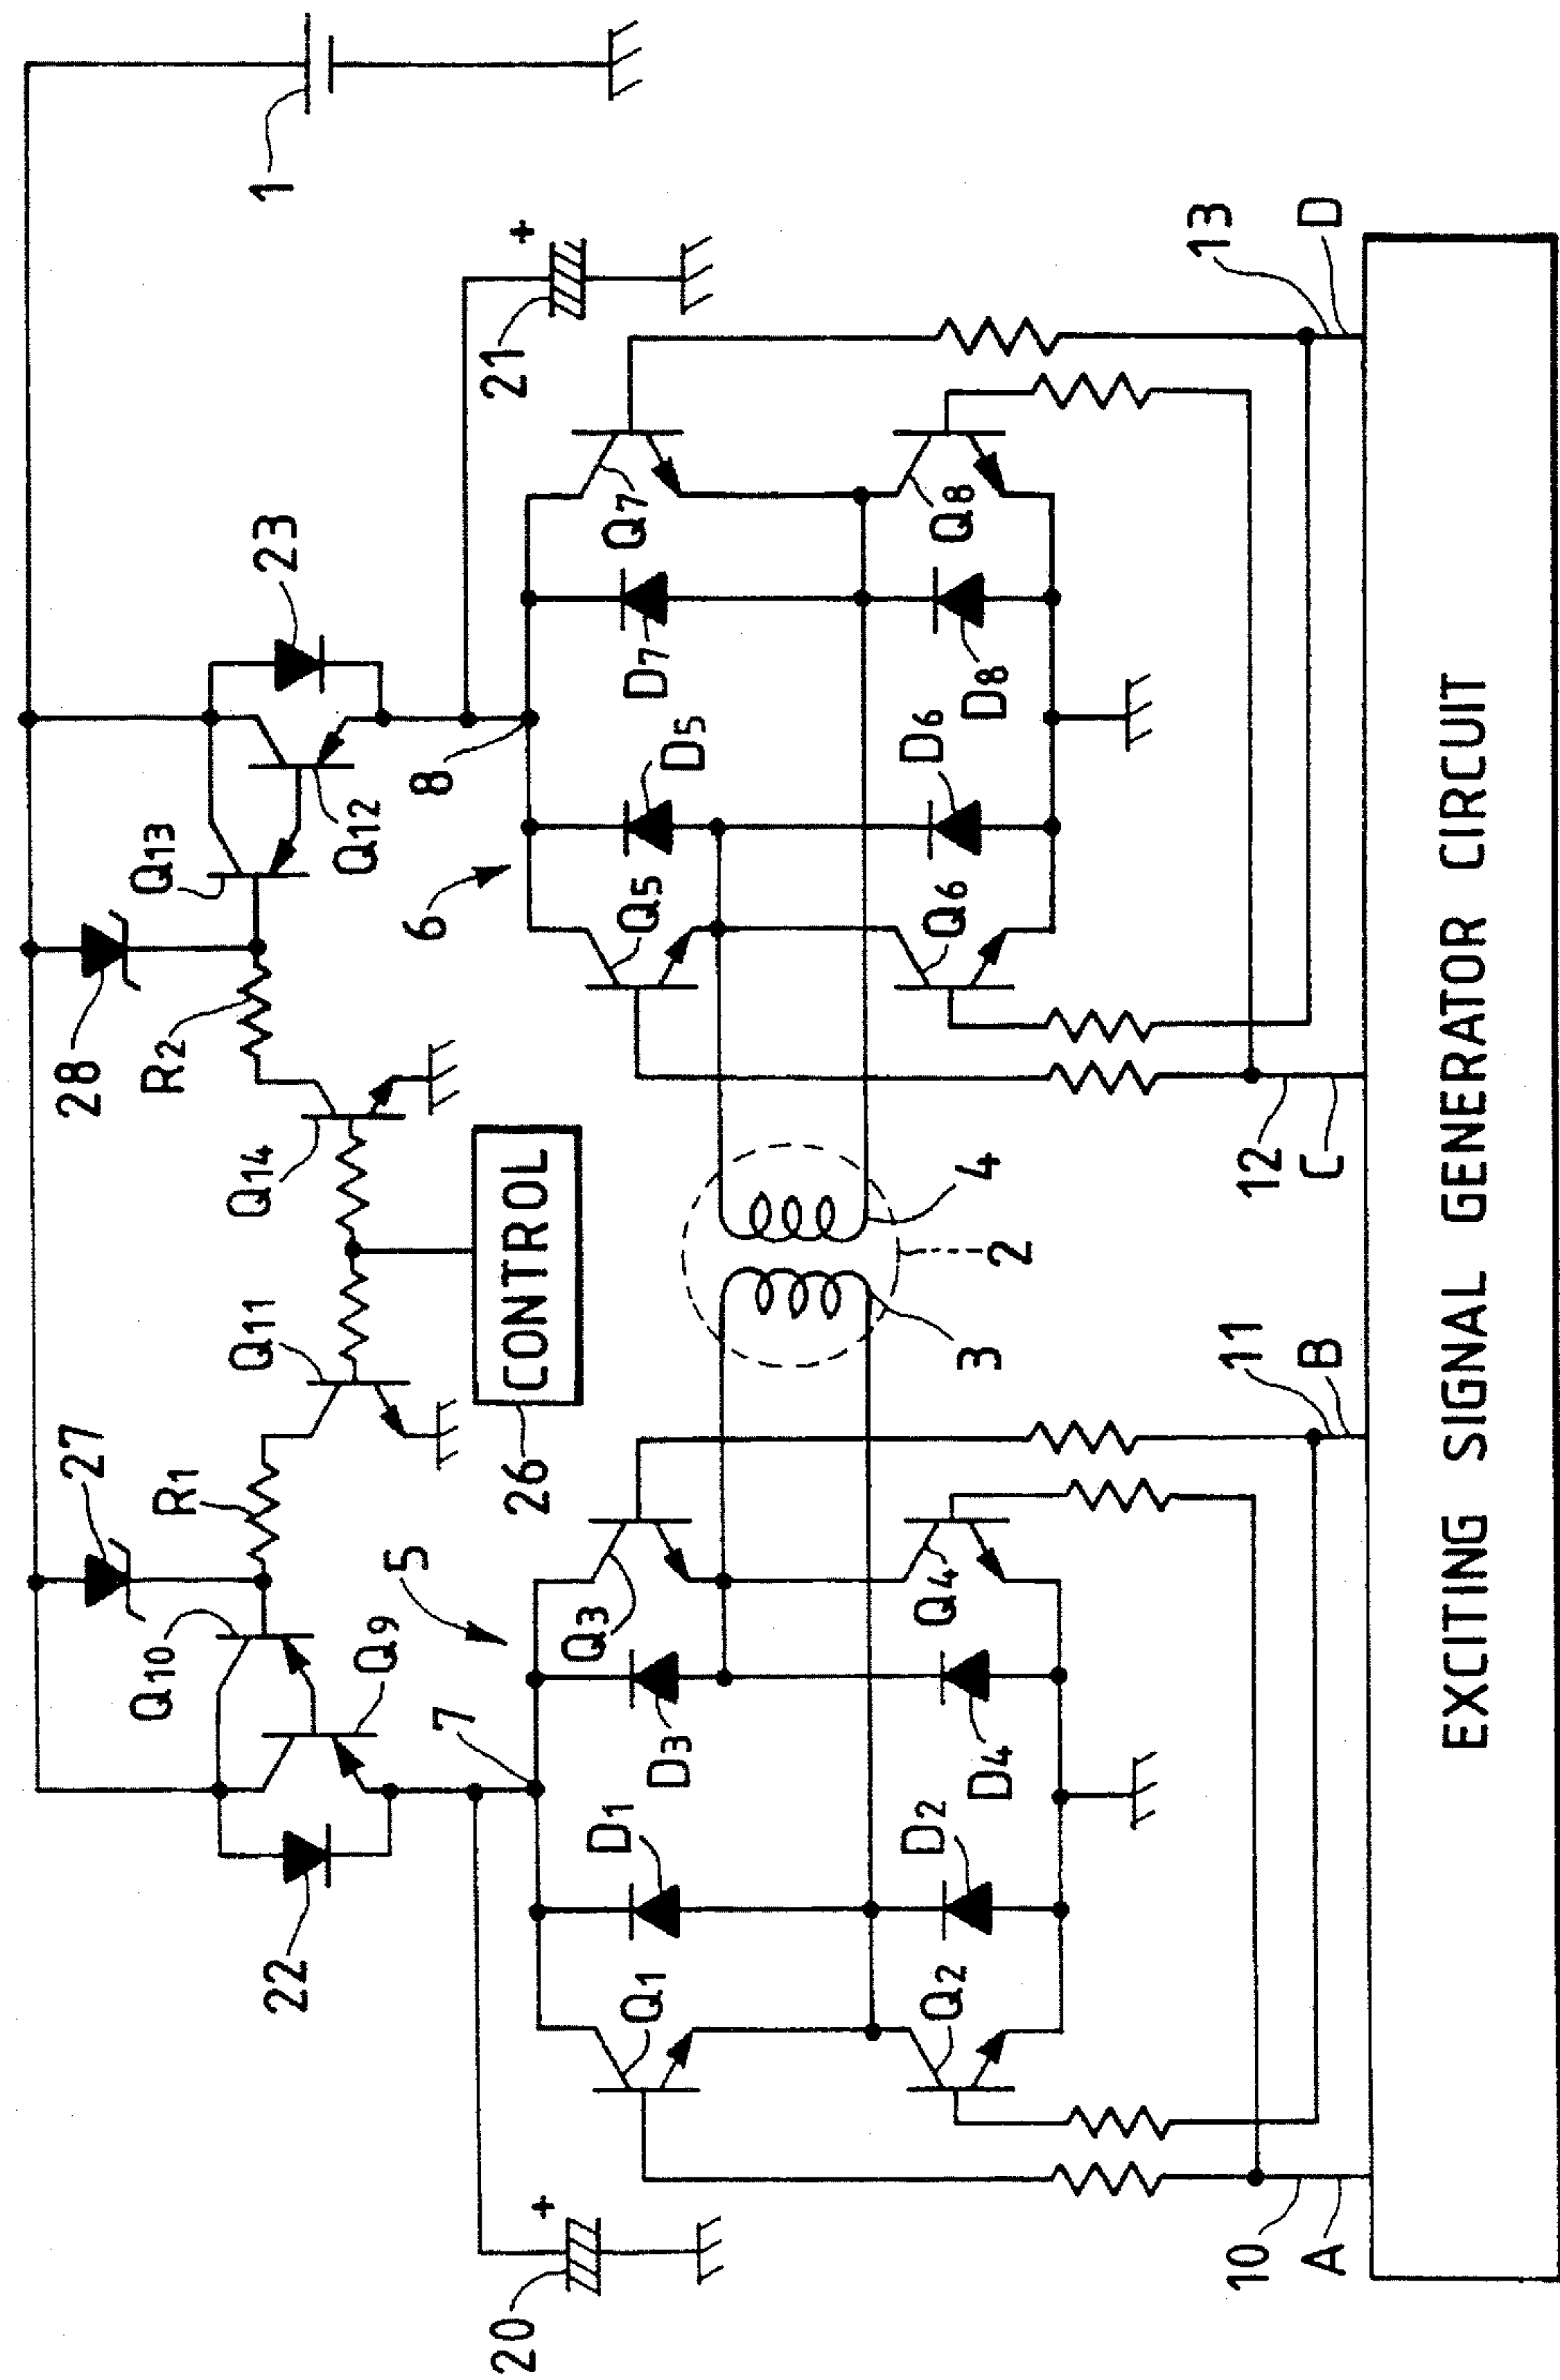 1
27
28
23
Q10
R1
R2
Q13
22
Q9
Q11
Q14
Q12
5
7
26
CONTROL
6
8
20
+
21
+
Q1
D1
D3
Q3
Q5
D5
D7
Q7
Q2
D2
D4
Q4
3
2
4
Q6
D6
D8
Q8
10
A
11
B
12
C
13
D
EXCITING SIGNAL GENERATOR CIRCUIT